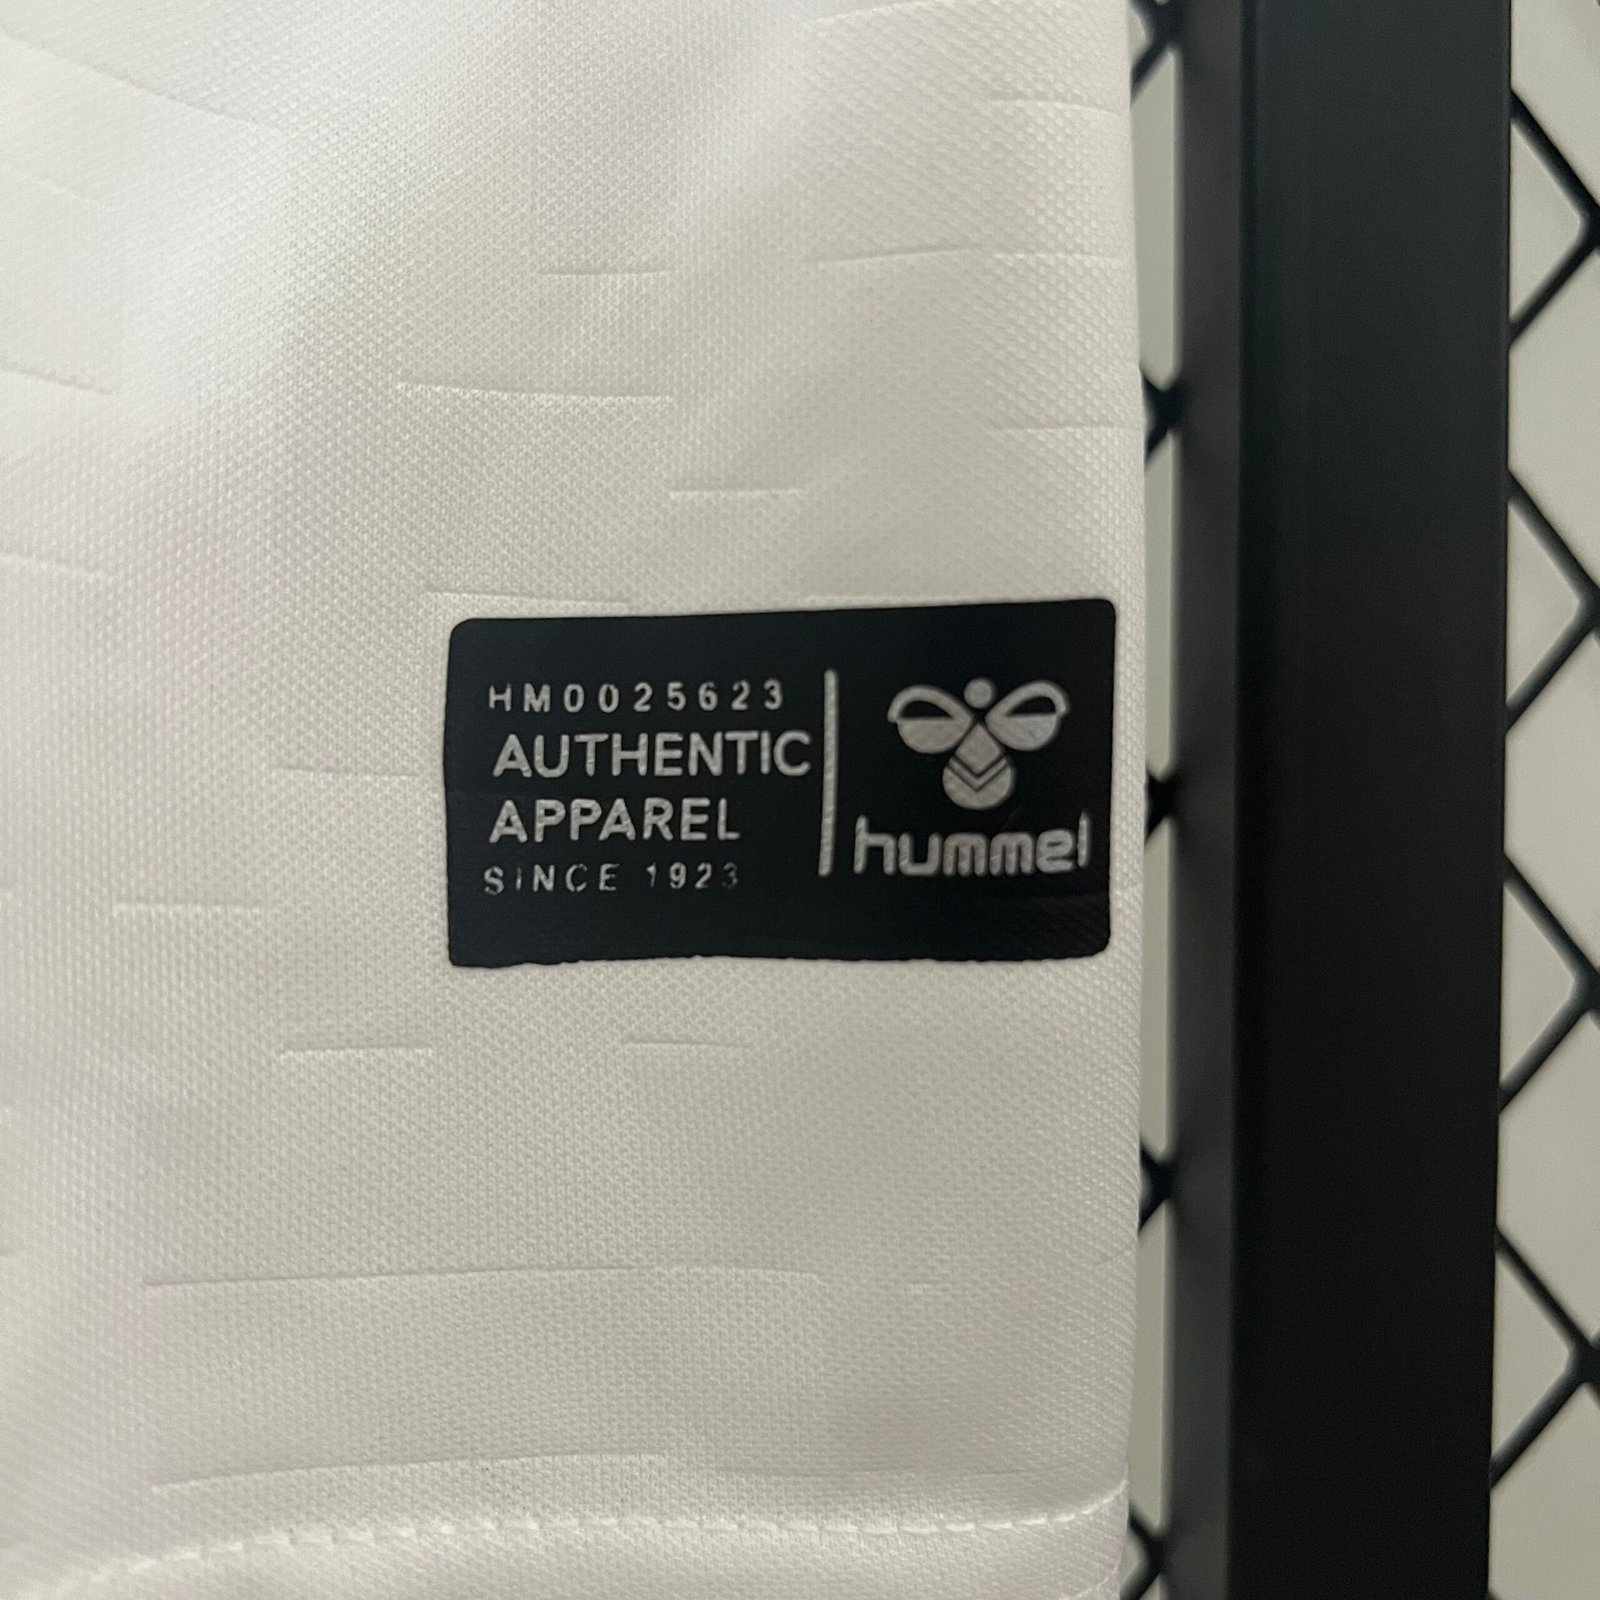 HM0025623
AUTHENTIC
APPAREL
SINCE 1923
hummel